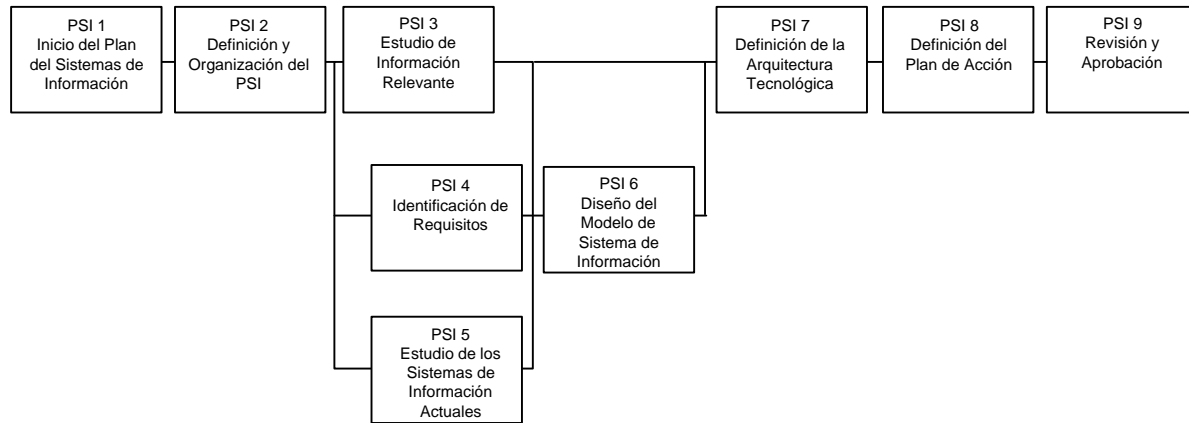 PSI 1
Inicio del Plan
del Sistemas de
Información
PSI 2
Definición y
Organización del
PSI
PSI 3
Estudio de
Información
Relevante
PSI 7
Definición de la
Arquitectura
Tecnológica
PSI 8
Definición del
Plan de Acción
PSI 9
Revisión y
Aprobación
PSI 4
Identificación de
Requisitos
PSI 6
Diseño del
Modelo de
Sistema de
Información
PSI 5
Estudio de los
Sistemas de
Información
Actuales